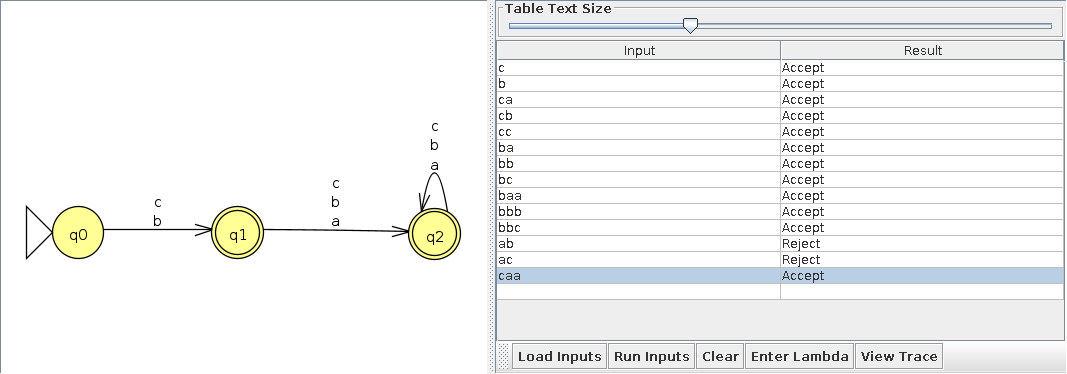 Table Text Size
Input Result
c Accept
b Accept
ca Accept
cb Accept
cc Accept
ba Accept
bb Accept
bc Accept
baa Accept
bbb Accept
bbc Accept
ab Reject
ac Reject
caa Accept
Load Inputs Run Inputs Clear Enter Lambda View Trace
q0
c
b
q1
c
b
a
q2
c
b
a